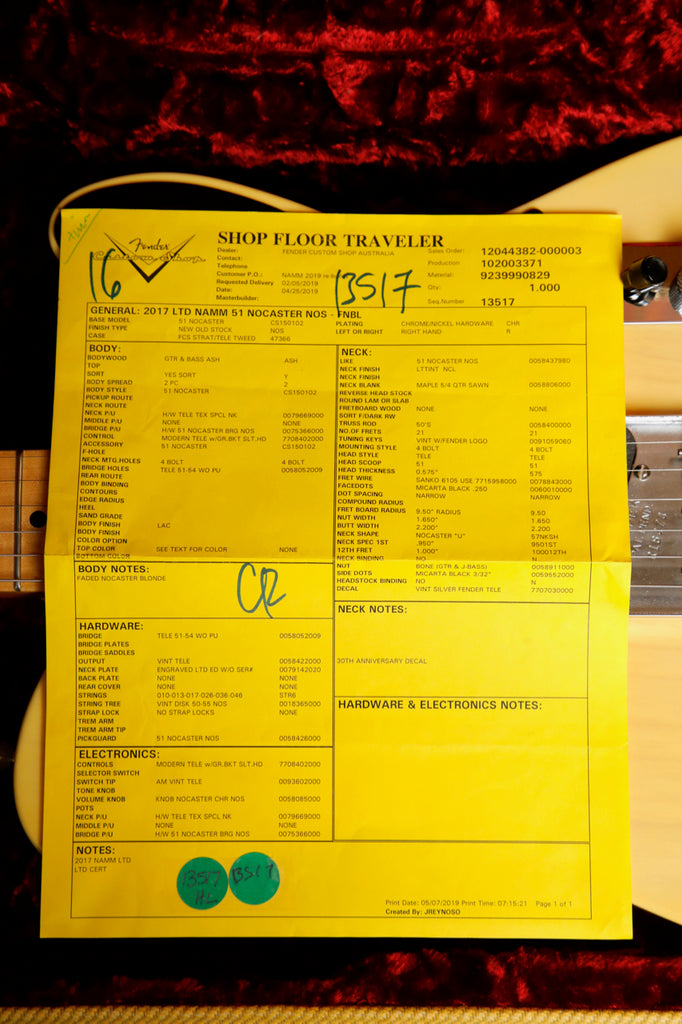 Fender
Custom Shop
SHOP FLOOR TRAVELER
16
13517
Dealer: FENDER CUSTOM SHOP AUSTRALIA
Contact:
Telephone
Customer P.O.: NAMM 2019
Requested Delivery 02/05/2019
Date: 04/25/2019
Masterbuilder:
Sales Order: 12044382-000003
Production 102003371
Material: 9239990829
Qty: 1.000
Seq.Number 13517
GENERAL: 2017 LTD NAMM 51 NOCASTER NOS - FNBL
BASE MODEL 51 NOCASTER CS150102 PLATING CHROME/NICKEL HARDWARE CHR
FINISH TYPE NEW OLD STOCK NOS LEFT OR RIGHT RIGHT HAND R
CASE FCS STRAT/TELE TWEED 47366
BODY:
BODYWOOD GTR & BASS ASH ASH
TOP
SORT YES SORT Y
BODY SPREAD 2 PC 2
BODY STYLE 51 NOCASTER CS150102
PICKUP ROUTE
NECK ROUTE
NECK P/U H/W TELE TEX SPCL NK 0079669000
MIDDLE P/U NONE NONE
BRIDGE P/U H/W 51 NOCASTER BRG NOS 0075366000
CONTROL MODERN TELE w/GR.BKT SLT.HD 7708402000
ACCESSORY 51 NOCASTER CS150102
F-HOLE
NECK MTG.HOLES 4 BOLT 4 BOLT
BRIDGE HOLES TELE 51-54 WO PU 0058052009
REAR ROUTE
BODY BINDING
CONTOURS
EDGE RADIUS
HEEL
SAND GRADE
BODY FINISH LAC
BODY FINISH
COLOR OPTION
TOP COLOR SEE TEXT FOR COLOR NONE
BOTTOM COLOR
NECK:
LIKE 51 NOCASTER NOS 0058437980
NECK FINISH LTTINT NCL
NECK FINISH
NECK BLANK MAPLE 5/4 QTR SAWN 0058806000
REVERSE HEAD STOCK
ROUND LAM OR SLAB
FRETBORD WOOD NONE NONE
SORT F/DARK RW
TRUSS ROD 50'S 0058400000
NO.OF FRETS 21 21
TUNING KEYS VINT W/FENDER LOGO 0091059060
MOUNTING STYLE 4 BOLT 4 BOLT
HEAD STYLE TELE TELE
HEAD SCOOP 51 51
HEAD THICKNESS 0.575" 575
FRET WIRE SANKO 6105 USE 7715958000 0078843000
FACEDOTS MICARTA BLACK .250 0060010000
DOT SPACING NARROW NARROW
COMPOUND RADIUS
FRET BOARD RADIUS 9.50" RADIUS 9.50
NUT WIDTH 1.650" 1.650
BUTT WIDTH 2.200" 2.200
NECK SHAPE NOCASTER "U" 57NKSH
NECK SPEC 1ST .950" 9501ST
12TH FRET 1.000" 100012TH
NECK BINDING NO N
NUT BONE (GTR & J-BASS) 0058911000
SIDE DOTS MICARTA BLACK 3/32" 0059552000
HEADSTOCK BINDING NO N
DECAL VINT SILVER FENDER TELE 7707030000
BODY NOTES:
FADED NOCASTER BLONDE
CR
NECK NOTES:
30TH ANNIVERSARY DECAL
HARDWARE:
BRIDGE TELE 51-54 WO PU 0058052009
BRIDGE PLATES
BRIDGE SADDLES
OUTPUT VINT TELE 0058422000
NECK PLATE ENGRAVED LTD ED W/O SER# 0079142020
BACK PLATE NONE NONE
REAR COVER NONE NONE
STRINGS 010-013-017-026-036-046 STR6
STRING TREE VINT DISK 50-55 NOS 0018365000
STRAP LOCK NO STRAP LOCKS NONE
TREM ARM
TREM ARM TIP
PICKGUARD 51 NOCASTER NOS 0058426000
HARDWARE & ELECTRONICS NOTES:
ELECTRONICS:
CONTROLS MODERN TELE w/GR.BKT SLT.HD 7708402000
SELECTOR SWITCH
SWITCH TIP AM VINT TELE 0093602000
TONE KNOB
VOLUME KNOB KNOB NOCASTER CHR NOS 0058085000
POTS
NECK P/U H/W TELE TEX SPCL NK 0079669000
MIDDLE P/U NONE NONE
BRIDGE P/U H/W 51 NOCASTER BRG NOS 0075366000
NOTES:
2017 NAMM LTD
LTD CERT
13517
HL
13517
Print Date: 05/07/2019 Print Time: 07:15:21 Page 1 of 1
Created By: JREYNOSO